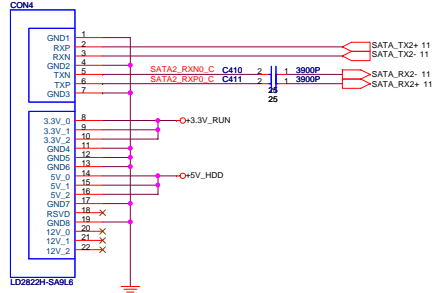 CON4
GND1 1
RXP 2 SATA_TX2+ 11
RXN 3 SATA_TX2- 11
GND2 4
TXN 5 SATA2_RXN0_C C410 2 1 3900P SATA_RX2- 11
TXP 6 SATA2_RXP0_C C411 2 1 3900P SATA_RX2+ 11
GND3 7
25
25
3.3V_0 8 +3.3V_RUN
3.3V_1 9
3.3V_2 10
GND4 11
GND5 12
GND6 13
5V_0 14 +5V_HDD
5V_1 15
5V_2 16
GND7 17
RSVD 18
GND8 19
12V_0 20
12V_1 21
12V_2 22
LD2822H-SA9L6